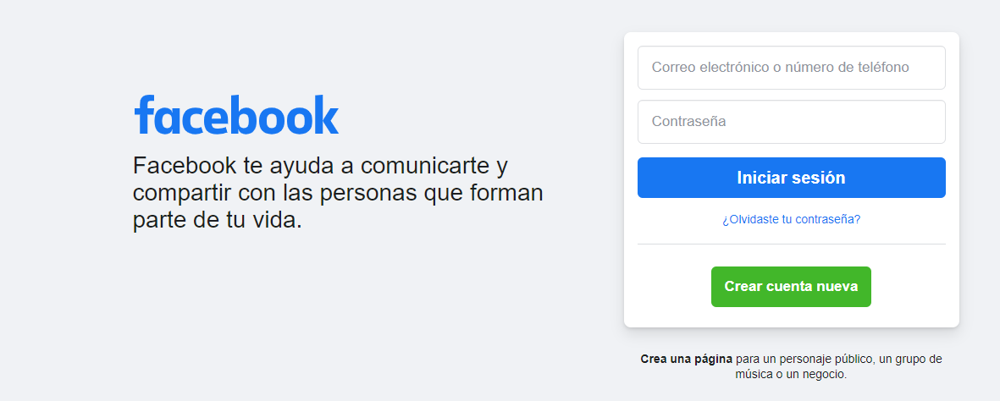 facebook
Facebook te ayuda a comunicarte y
compartir con las personas que forman
parte de tu vida.
Correo electrónico o número de teléfono
Contraseña
Iniciar sesión
¿Olvidaste tu contraseña?
Crear cuenta nueva
Crea una página para un personaje público, un grupo de
música o un negocio.